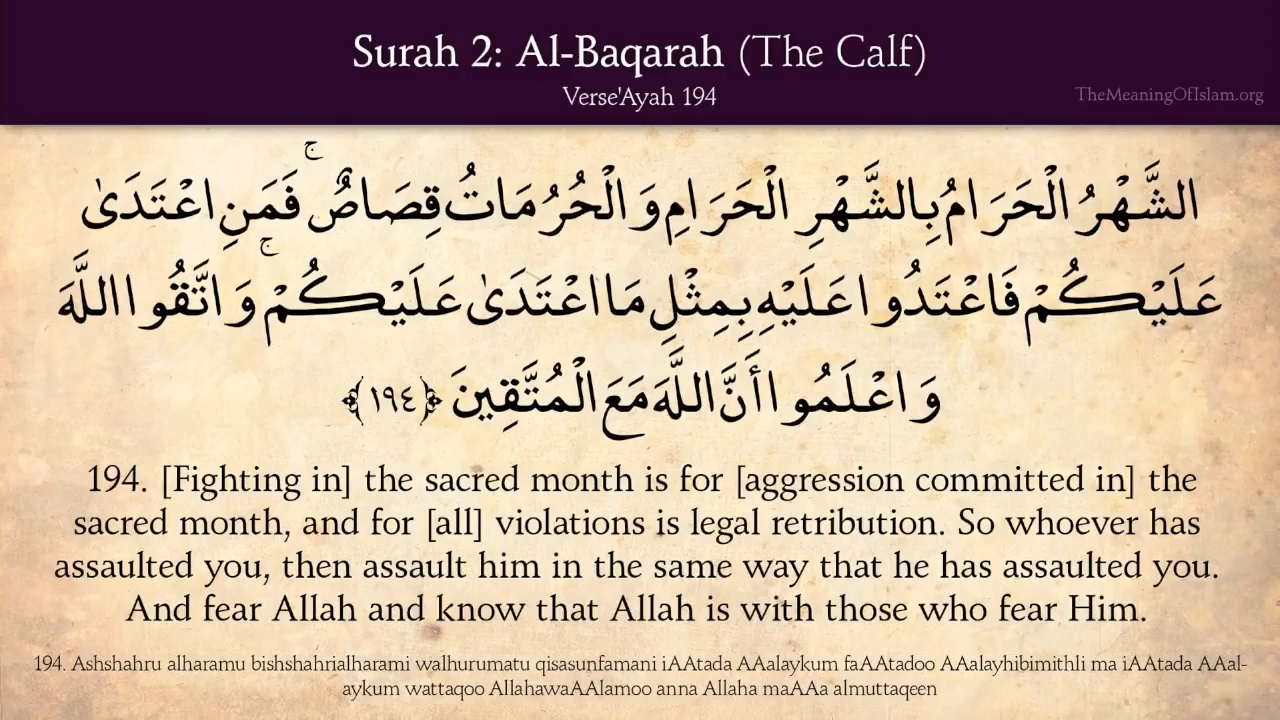 Surah 2: Al-Baqarah (The Calf)
Verse'Ayah 194
TheMeaningOfIslam.org
الشَّهْرُ الْحَرَامُ بِالشَّهْرِ الْحَرَامِ وَالْحُرُمَاتُ قِصَاصٌ ۚ فَمَنِ اعْتَدَىٰ
عَلَيْكُمْ فَاعْتَدُوا عَلَيْهِ بِمِثْلِ مَا اعْتَدَىٰ عَلَيْكُمْ ۚ وَاتَّقُوا اللَّهَ
وَاعْلَمُوا أَنَّ اللَّهَ مَعَ الْمُتَّقِينَ ﴿١٩٤﴾
194. [Fighting in] the sacred month is for [aggression committed in] the
sacred month, and for [all] violations is legal retribution. So whoever has
assaulted you, then assault him in the same way that he has assaulted you.
And fear Allah and know that Allah is with those who fear Him.
194. Ashshahru alharamu bishshahrialharami walhurumatu qisasunfamani iAAtada AAalaykum faAAtadoo AAalayhibimithli ma iAAtada AAal-
aykum wattaqoo AllahawaAAlamoo anna Allaha maAAa almuttaqeen